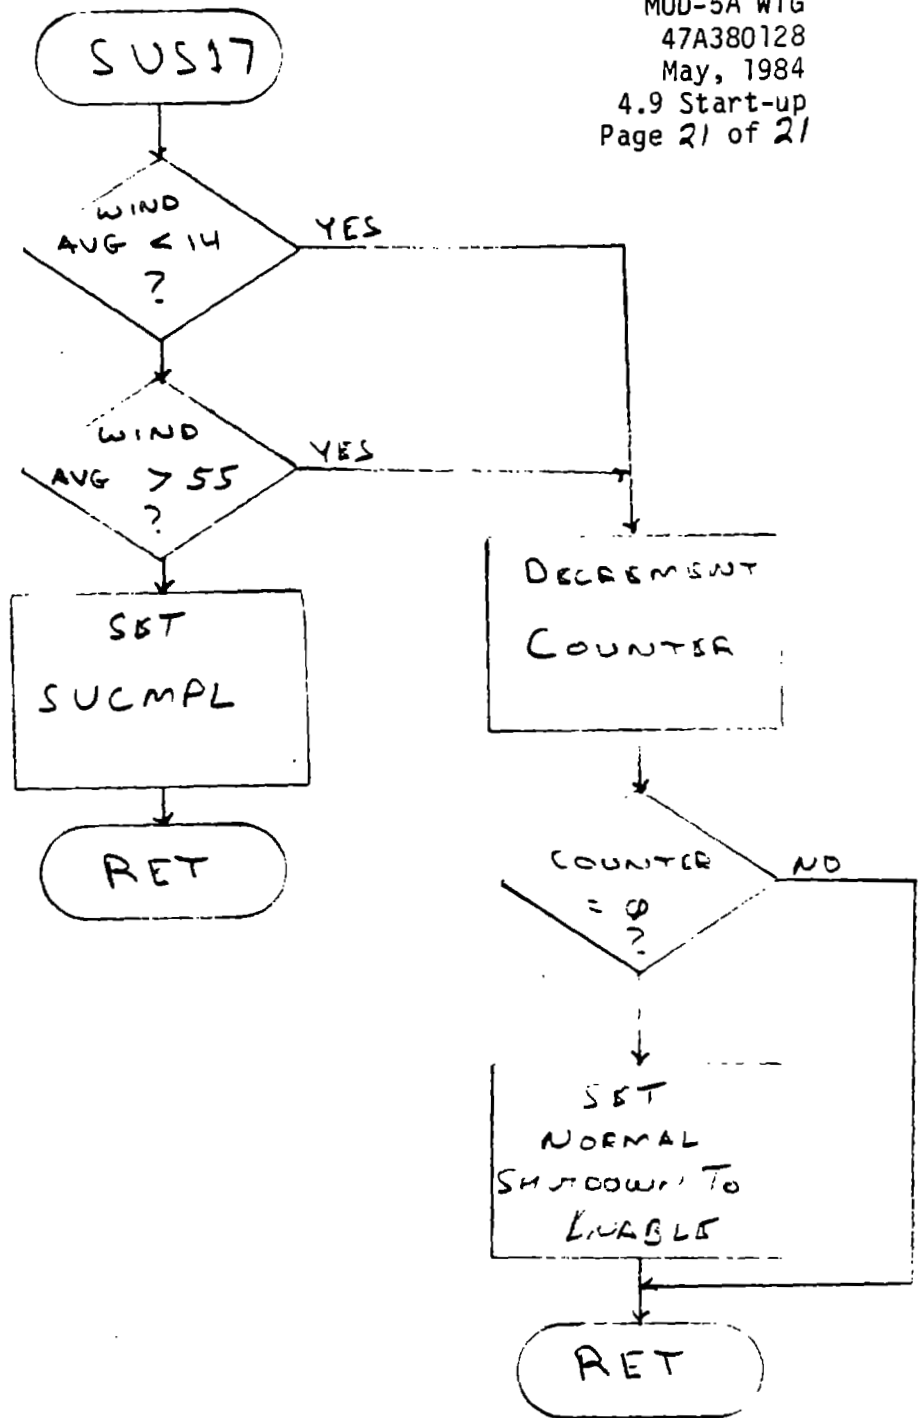 MOD-5A WTG
47A380128
May, 1984
4.9 Start-up
Page 21 of 21
SUS17
WIND
AVG < 14
?
YES
WIND
AVG > 55
?
YES
SET
SUCMPL
RET
DECREMENT
COUNTER
COUNTER
= φ
?
NO
SET
NORMAL
SHUTDOWN TO
ENABLE
RET